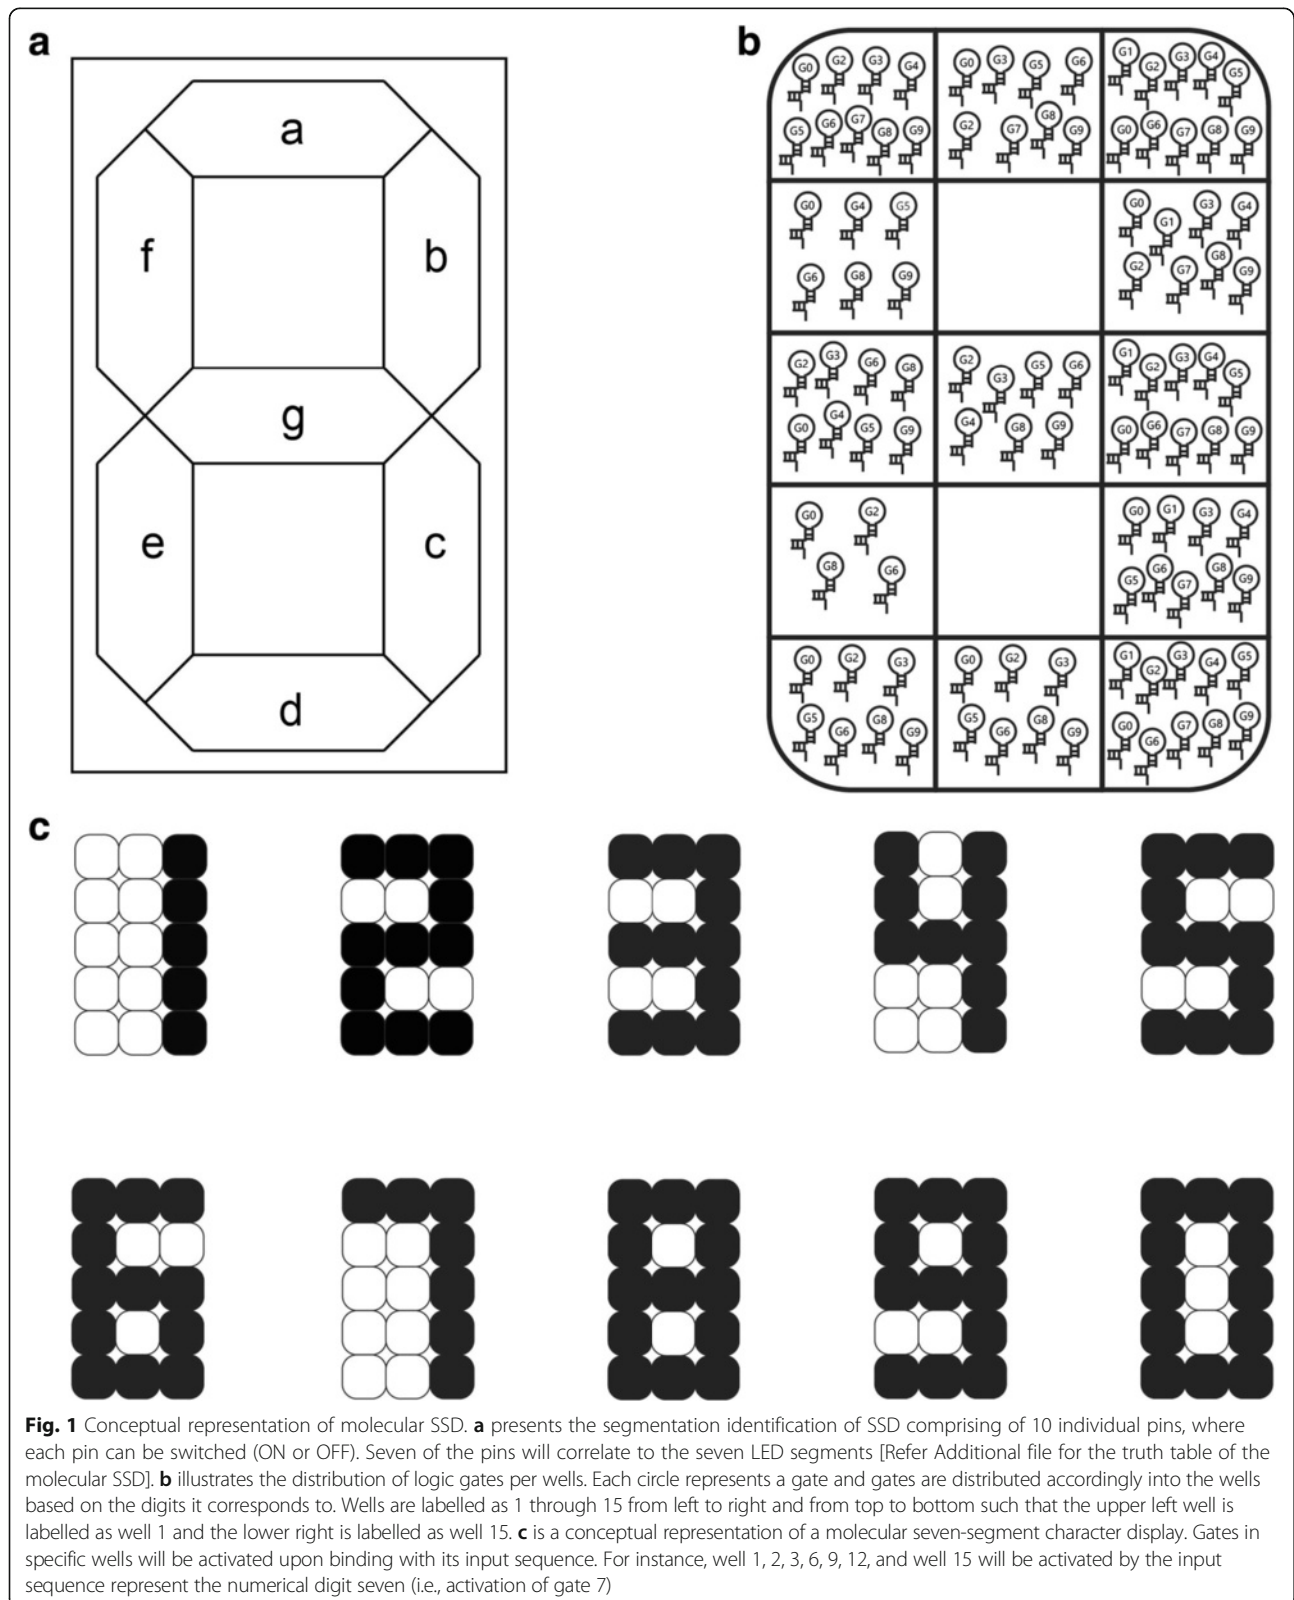 a
a
f
b
g
e
c
d
b
G0 G2 G3 G4
G5 G6 G7 G8 G9
G0 G3 G5 G6
G2 G7 G8 G9
G1 G2 G3 G4 G5
G0 G6 G7 G8 G9
G0 G4 G5
G6 G8 G9
G0 G1 G3 G4
G2 G7 G8 G9
G2 G3 G6 G8
G0 G4 G5 G9
G2 G3 G5 G6
G4 G8 G9
G1 G2 G3 G4 G5
G0 G6 G7 G8 G9
G0 G2
G8 G6
G0 G1 G3 G4
G5 G6 G7 G8 G9
G0 G2 G3
G5 G6 G8 G9
G0 G2 G3
G5 G6 G8 G9
G1 G2 G3 G4 G5
G0 G6 G7 G8 G9
c
Fig. 1 Conceptual representation of molecular SSD. a presents the segmentation identification of SSD comprising of 10 individual pins, where
each pin can be switched (ON or OFF). Seven of the pins will correlate to the seven LED segments [Refer Additional file for the truth table of the
molecular SSD]. b illustrates the distribution of logic gates per wells. Each circle represents a gate and gates are distributed accordingly into the wells
based on the digits it corresponds to. Wells are labelled as 1 through 15 from left to right and from top to bottom such that the upper left well is
labelled as well 1 and the lower right is labelled as well 15. c is a conceptual representation of a molecular seven-segment character display. Gates in
specific wells will be activated upon binding with its input sequence. For instance, well 1, 2, 3, 6, 9, 12, and well 15 will be activated by the input
sequence represent the numerical digit seven (i.e., activation of gate 7)